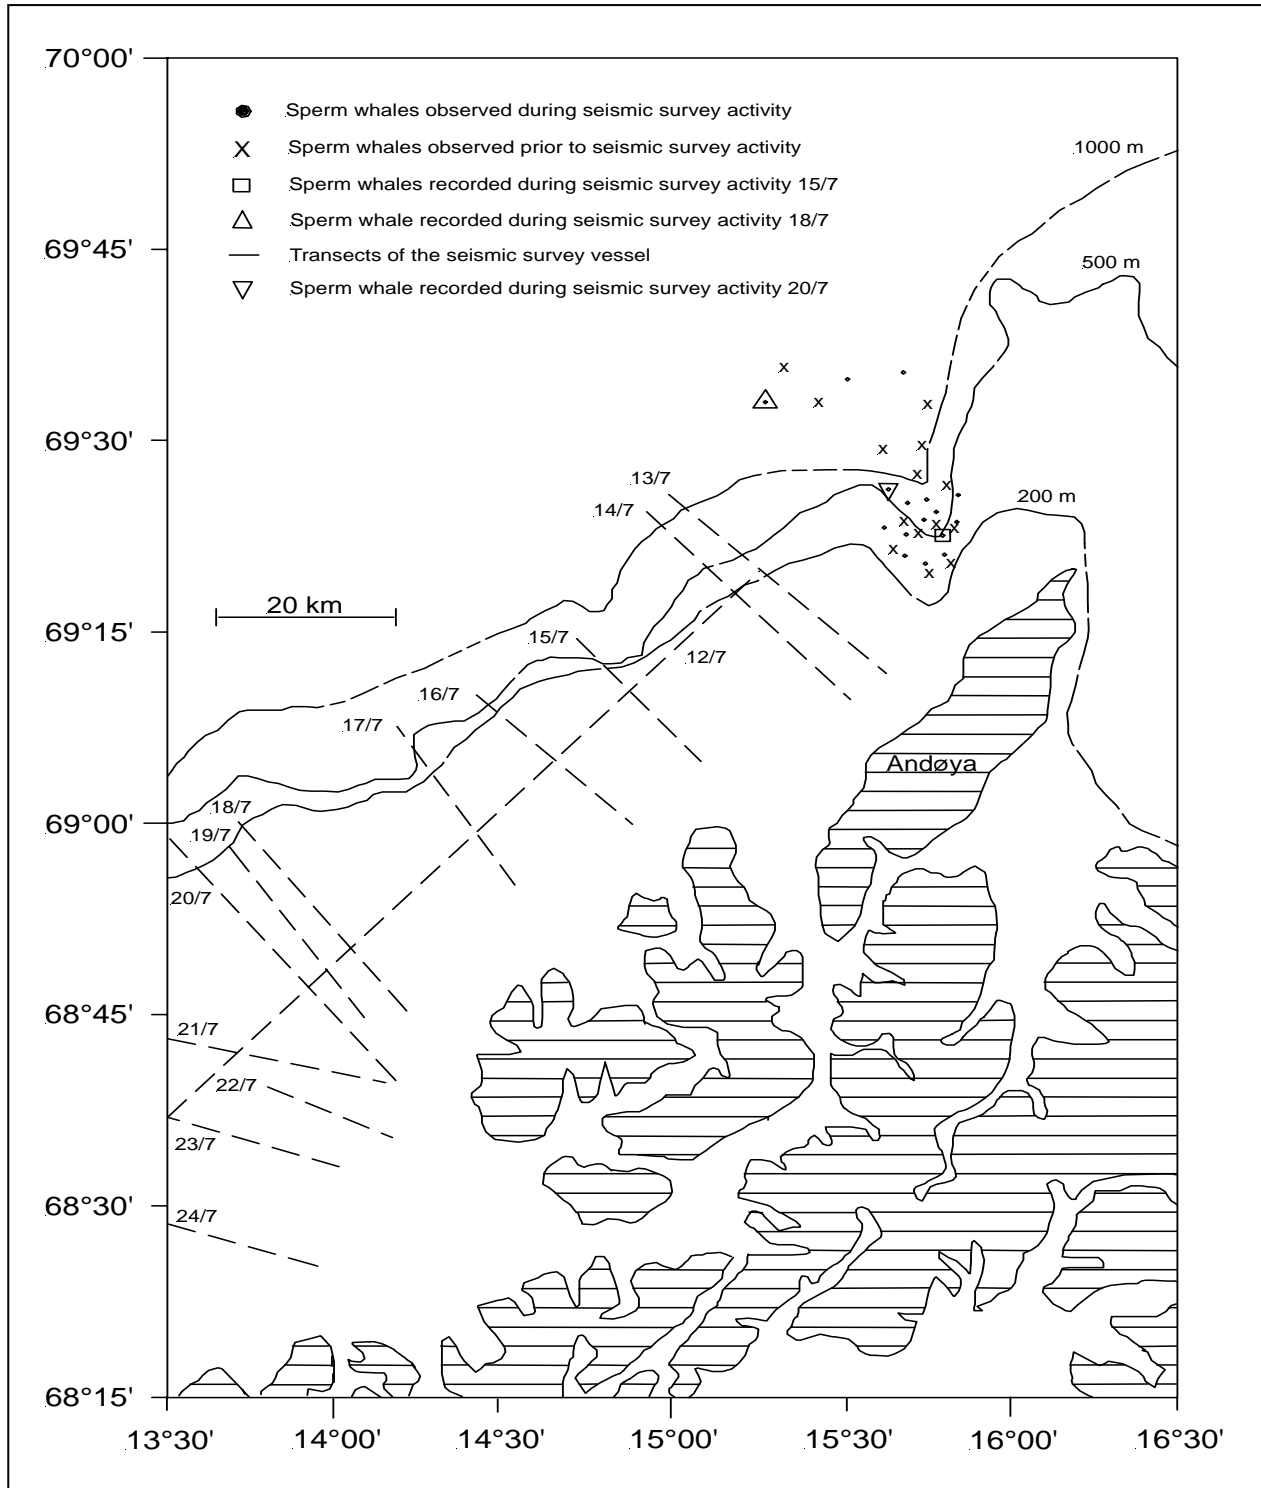 70°00'
Sperm whales observed during seismic survey activity
x Sperm whales observed prior to seismic survey activity
1000 m
Sperm whales recorded during seismic survey activity 15/7
Sperm whale recorded during seismic survey activity 18/7
69°45'
Transects of the seismic survey vessel
500 m
Sperm whale recorded during seismic survey activity 20/7
69°30'
13/7
200 m
14/7
20 km
69°15'
15/7
12/7
16/7
17/7
Andøya
18/7
69°00'
19/7
20/7
68°45'
21/7
22/7
23/7
68°30'
24/7
68°15'
13°30' 14°00' 14°30' 15°00' 15°30' 16°00' 16°30'